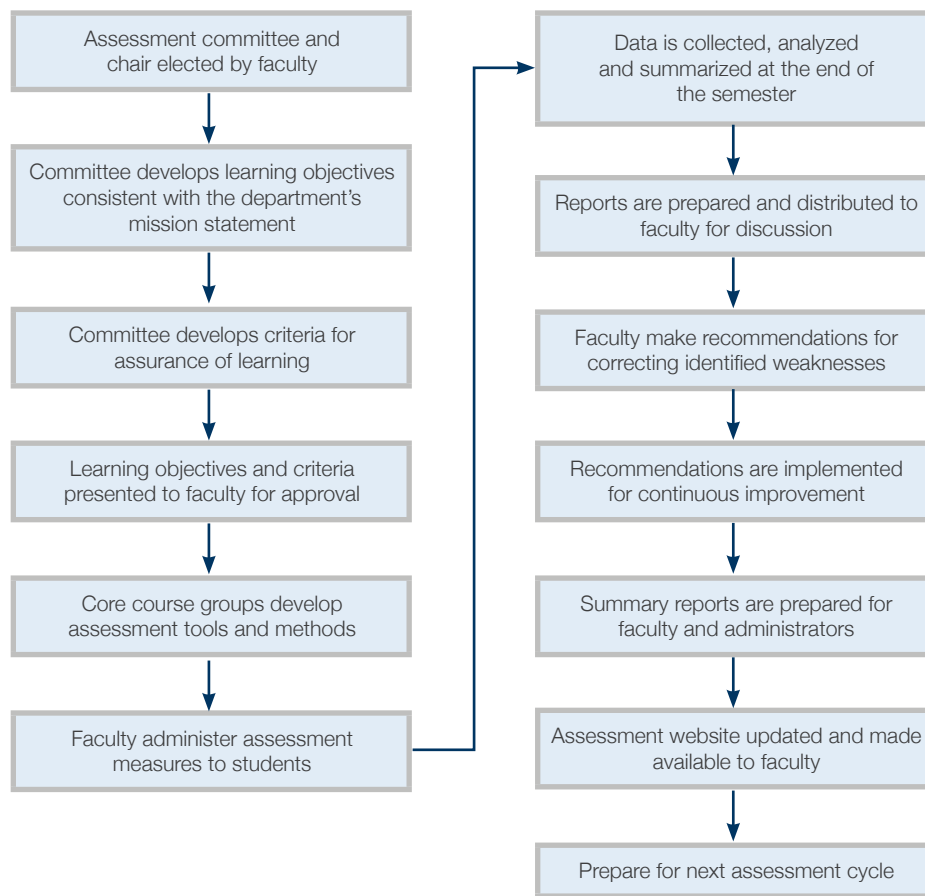 Assessment committee and
chair elected by faculty
Committee develops learning objectives
consistent with the department's
mission statement
Committee develops criteria for
assurance of learning
Learning objectives and criteria
presented to faculty for approval
Core course groups develop
assessment tools and methods
Faculty administer assessment
measures to students
Data is collected, analyzed
and summarized at the end of
the semester
Reports are prepared and distributed to
faculty for discussion
Faculty make recommendations for
correcting identified weaknesses
Recommendations are implemented
for continuous improvement
Summary reports are prepared for
faculty and administrators
Assessment website updated and made
available to faculty
Prepare for next assessment cycle